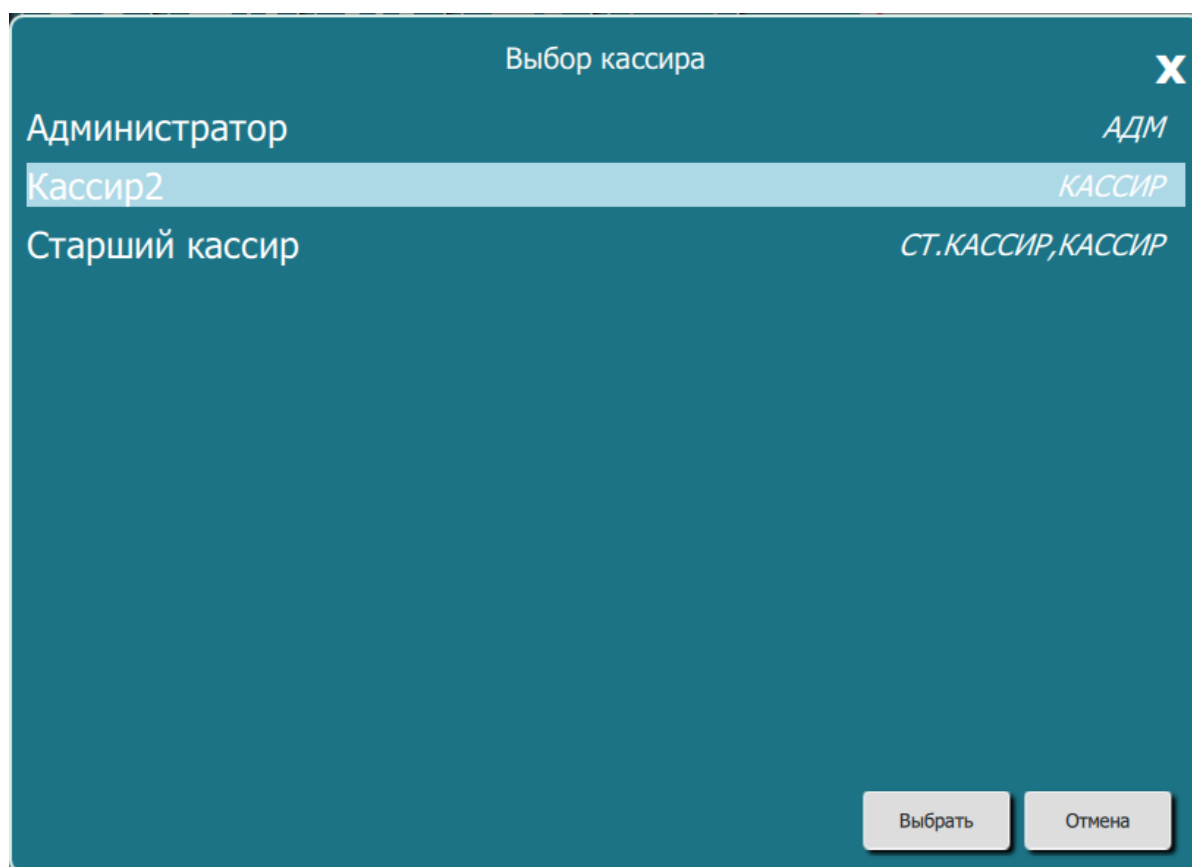 Выбор кассира
X
Администратор АДМ
Кассир2 КАССИР
Старший кассир СТ.КАССИР,КАССИР
Выбрать Отмена